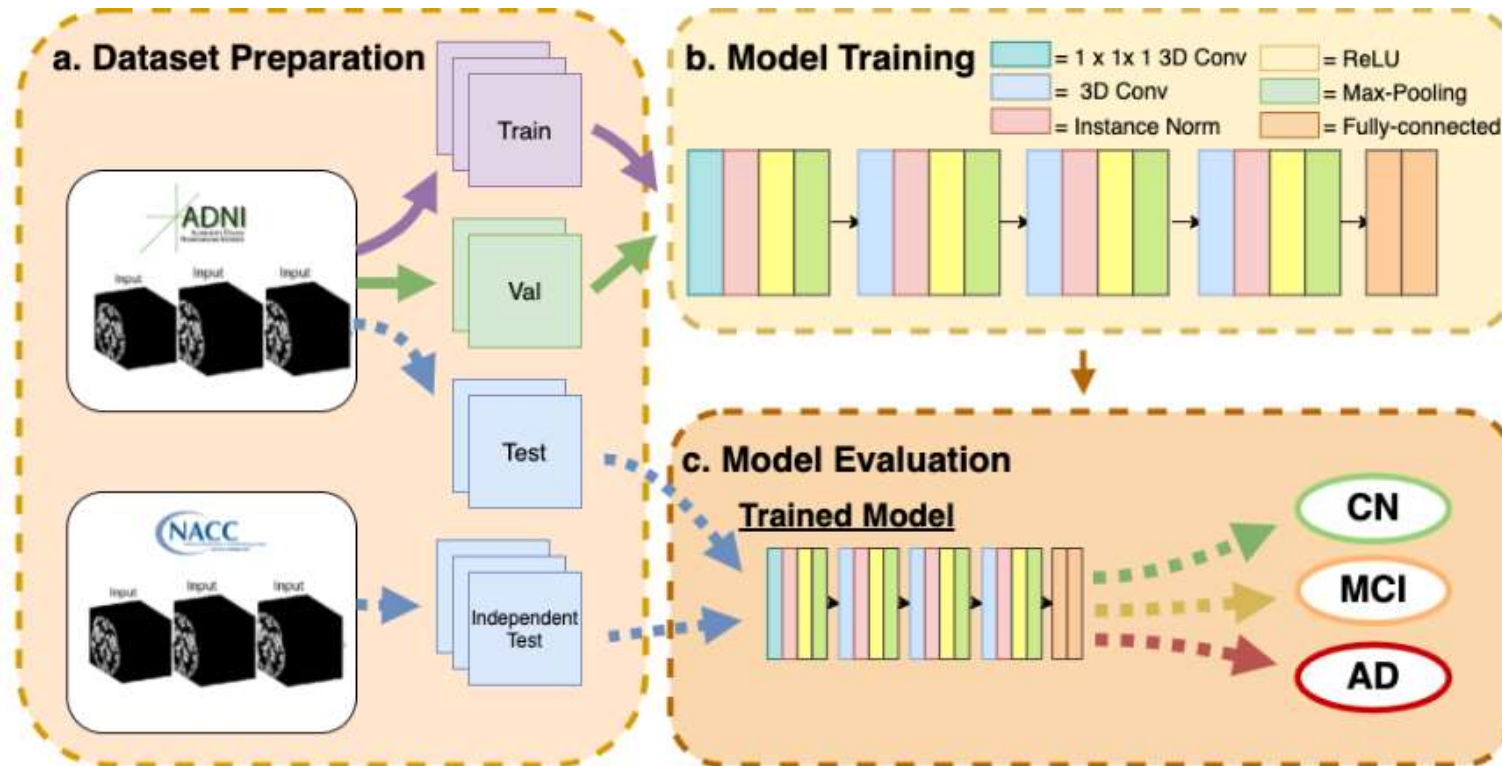 a. Dataset Preparation
Train
ADNI
Input
Input
Input
Val
Test
NACC
Input
Input
Input
Independent
Test
b. Model Training
= 1 x 1x 1 3D Conv
= 3D Conv
= Instance Norm
= ReLU
= Max-Pooling
= Fully-connected
c. Model Evaluation
Trained Model
CN
MCI
AD